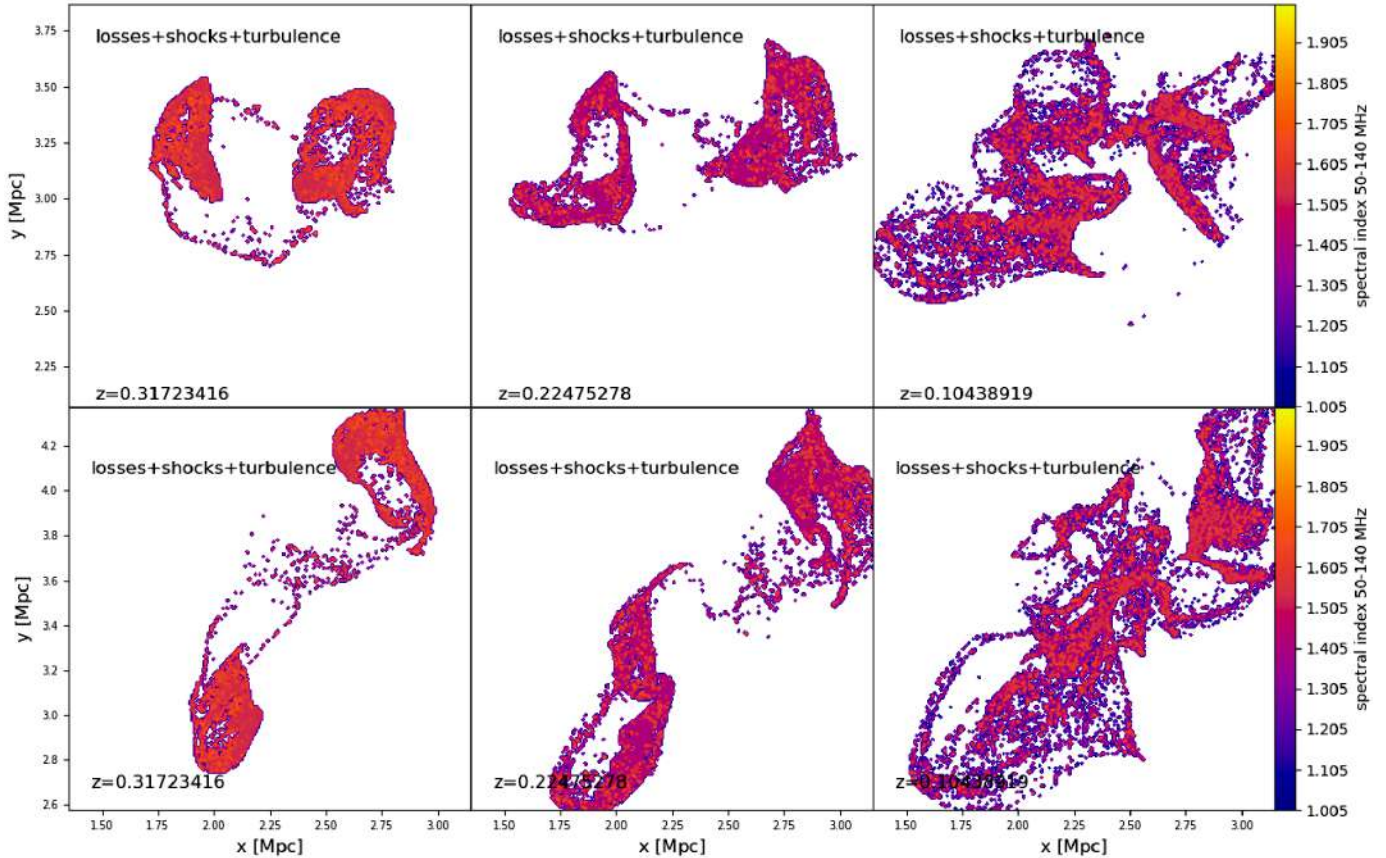 losses+shocks+turbulence
losses+shocks+turbulence
losses+shocks+turbulence
y [Mpc]
3.75
3.50
3.25
3.00
2.75
2.50
2.25
z=0.31723416
z=0.22475278
z=0.10438919
1.905
1.805
1.705
1.605
1.505
1.405
1.305
1.205
1.105
1.005
spectral index 50-140 MHz
losses+shocks+turbulence
losses+shocks+turbulence
losses+shocks+turbulence
y [Mpc]
4.2
4.0
3.8
3.6
3.4
3.2
3.0
2.8
2.6
z=0.31723416
z=0.22475278
z=0.10438919
1.905
1.805
1.705
1.605
1.505
1.405
1.305
1.205
1.105
1.005
spectral index 50-140 MHz
1.50 1.75 2.00 2.25 2.50 2.75 3.00
1.50 1.75 2.00 2.25 2.50 2.75 3.00
1.50 1.75 2.00 2.25 2.50 2.75 3.00
x [Mpc]
x [Mpc]
x [Mpc]